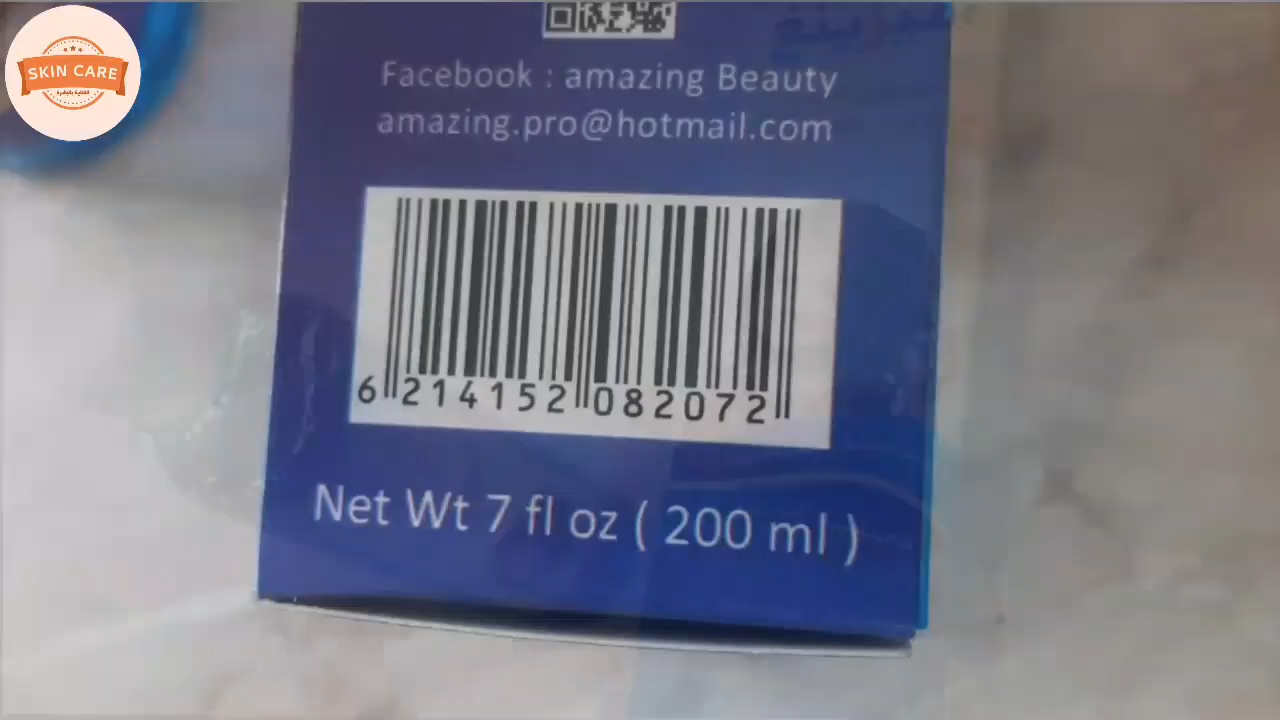 SKIN CARE
Facebook : amazing Beauty
amazing.pro@hotmail.com
6 214152 082072
Net Wt 7 fl oz ( 200 ml )